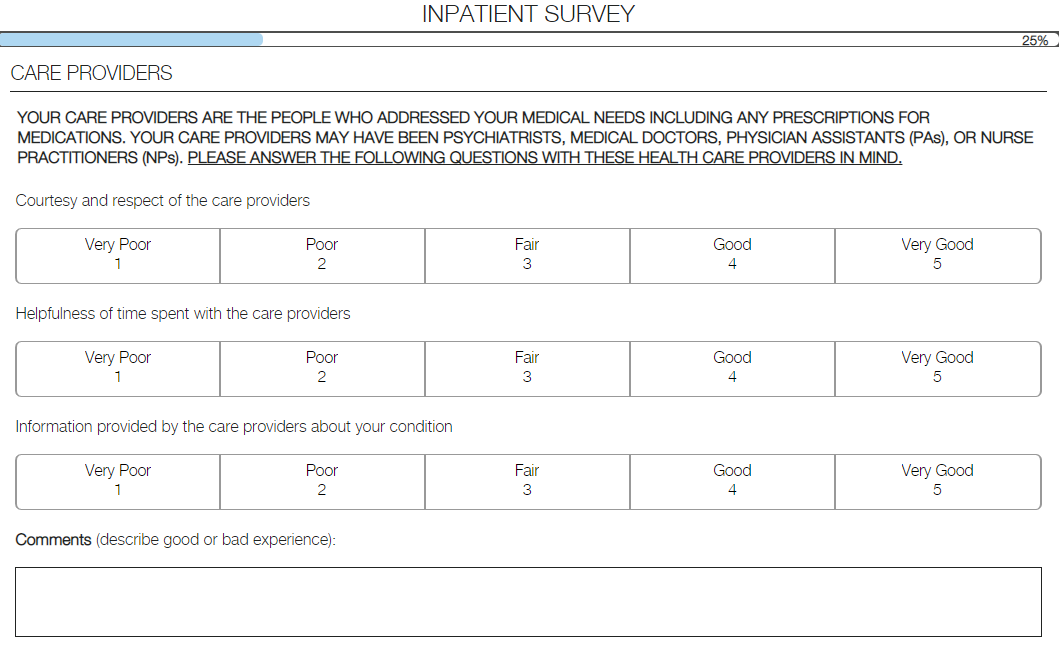 INPATIENT SURVEY
25%
CARE PROVIDERS
YOUR CARE PROVIDERS ARE THE PEOPLE WHO ADDRESSED YOUR MEDICAL NEEDS INCLUDING ANY PRESCRIPTIONS FOR
MEDICATIONS. YOUR CARE PROVIDERS MAY HAVE BEEN PSYCHIATRISTS, MEDICAL DOCTORS, PHYSICIAN ASSISTANTS (PAs), OR NURSE
PRACTITIONERS (NPs). PLEASE ANSWER THE FOLLOWING QUESTIONS WITH THESE HEALTH CARE PROVIDERS IN MIND.
Courtesy and respect of the care providers
Very Poor Poor Fair Good Very Good
1 2 3 4 5
Helpfulness of time spent with the care providers
Very Poor Poor Fair Good Very Good
1 2 3 4 5
Information provided by the care providers about your condition
Very Poor Poor Fair Good Very Good
1 2 3 4 5
Comments (describe good or bad experience):